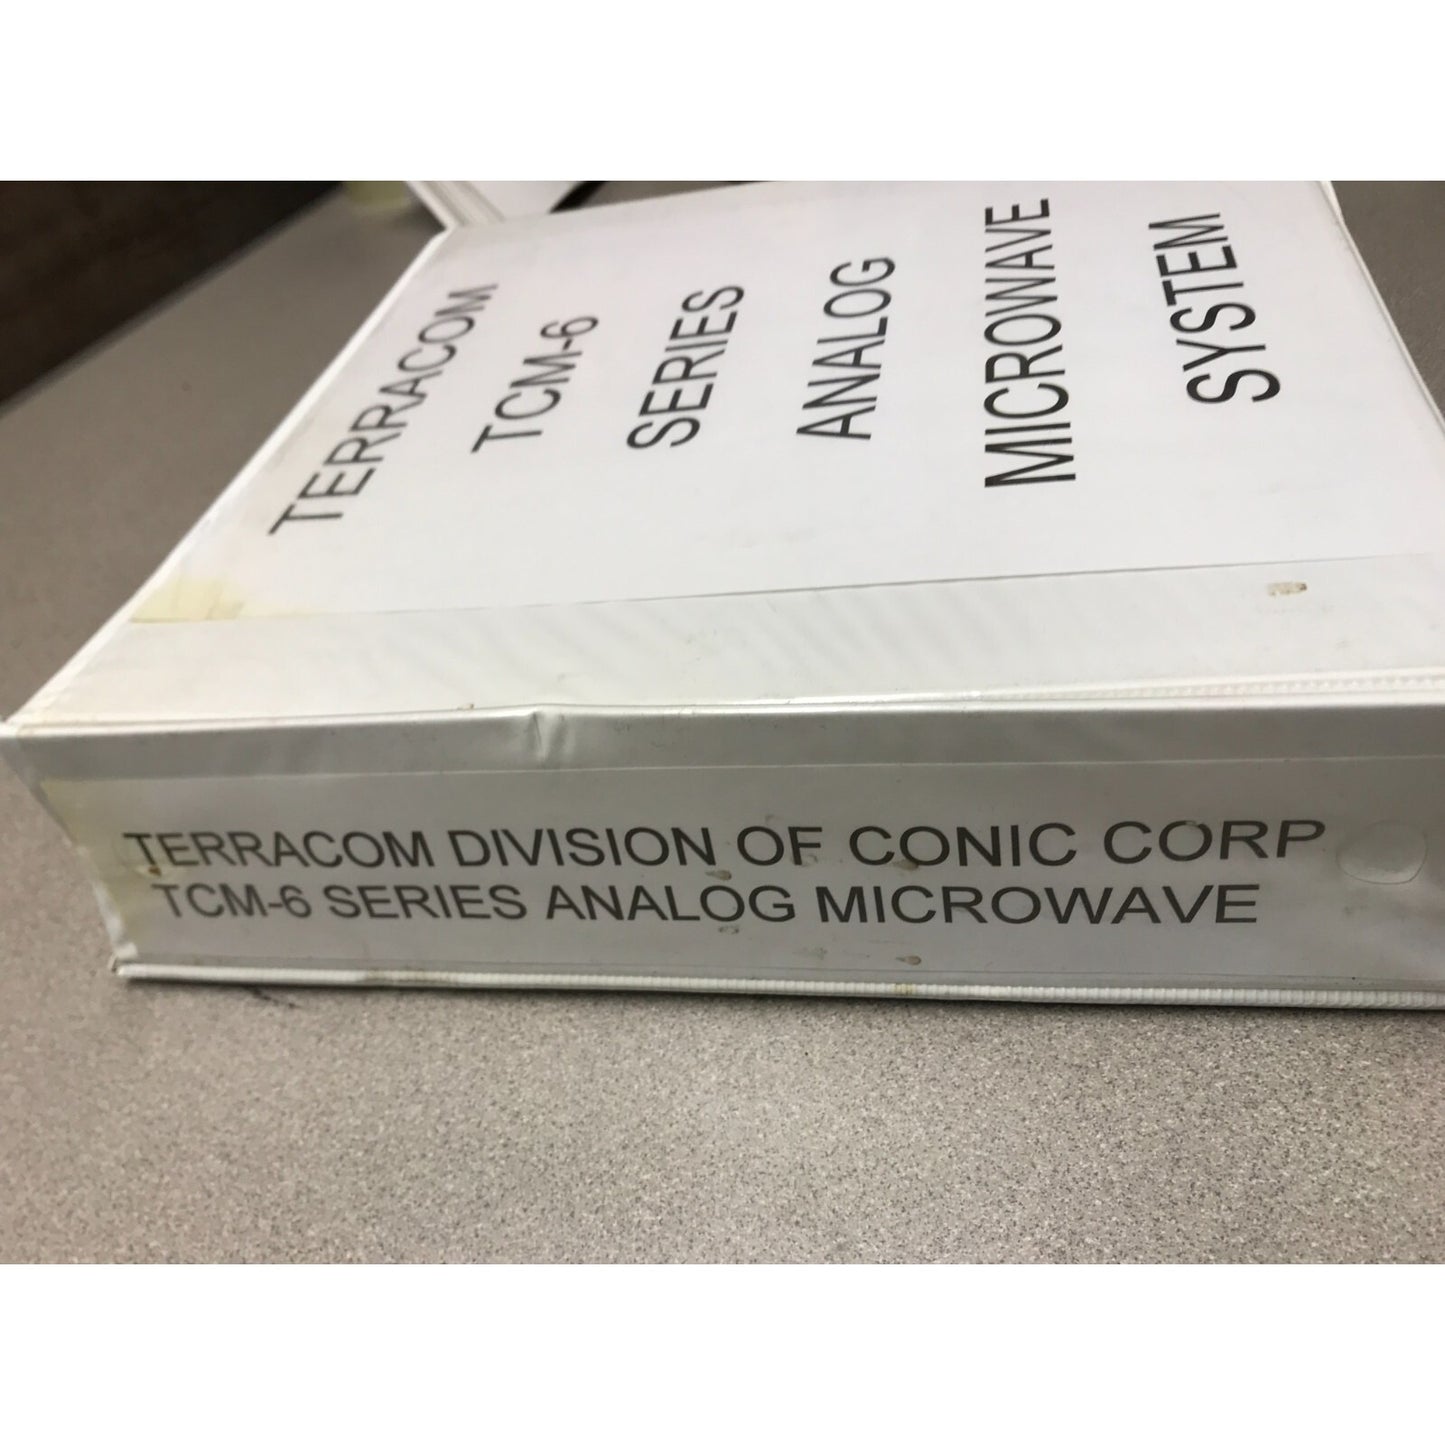 TERRACOM
TCM-6
SERIES
ANALOG
MICROWAVE
SYSTEM
TERRACOM DIVISION OF CONIC CORP
TCM-6 SERIES ANALOG MICROWAVE